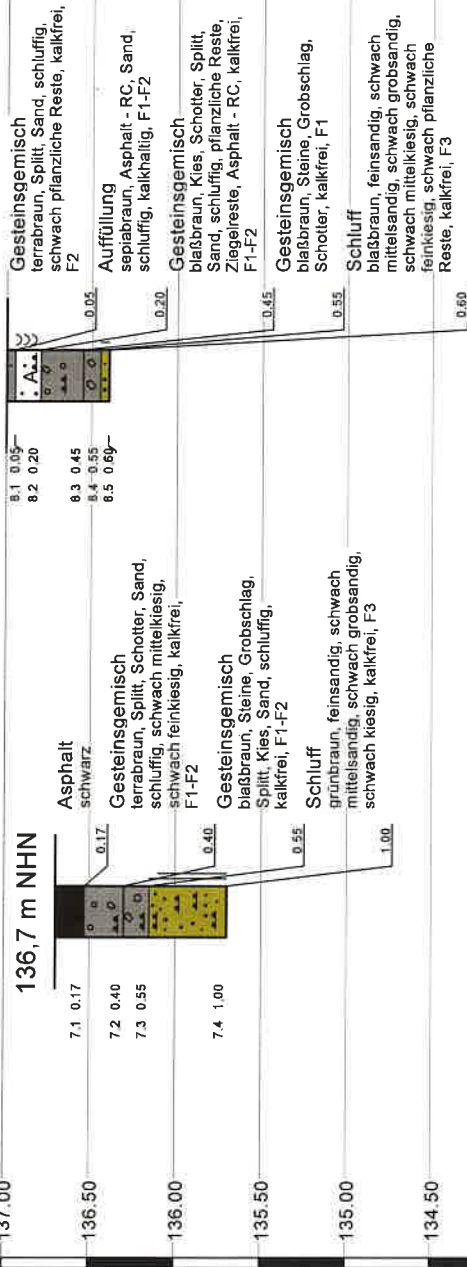 137.00
136.50
136.00
135.50
135.00
134.50
136,7 m NHN
7.1 0.17
7.2 0.40
7.3 0.55
7.4 1.00
0.17
0.40
0.55
1.00
Asphalt
schwarz
Gesteinsgemisch
terrabraun, Splitt, Schotter, Sand,
schluffig, schwach mittelkiesig,
schwach feinkiesig, kalkfrei,
F1-F2
Gesteinsgemisch
blaßbraun, Steine, Grobschlag,
Splitt, Kies, Sand, schluffig,
kalkfrei, F1-F2
Schluff
grünbraun, feinsandig, schwach
mittelsandig, schwach grobsandig,
schwach kiesig, kalkfrei, F3
8.1 0.05
8.2 0.20
8.3 0.45
8.4 0.55
8.5 0.60
A
0.05
0.20
0.45
0.55
0.60
Gesteinsgemisch
terrabraun, Splitt, Sand, schluffig,
schwach pflanzliche Reste, kalkfrei,
F2
Auffüllung
sepiabraun, Asphalt - RC, Sand,
schluffig, kalkhaltig, F1-F2
Gesteinsgemisch
blaßbraun, Kies, Schotter, Splitt,
Sand, schluffig, pflanzliche Reste,
Ziegelreste, Asphalt - RC, kalkfrei,
F1-F2
Gesteinsgemisch
blaßbraun, Steine, Grobschlag,
Schotter, kalkfrei, F1
Schluff
blaßbraun, feinsandig, schwach
mittelsandig, schwach grobsandig,
schwach mittelkiesig, schwach
feinkiesig, schwach pflanzliche
Reste, kalkfrei, F3